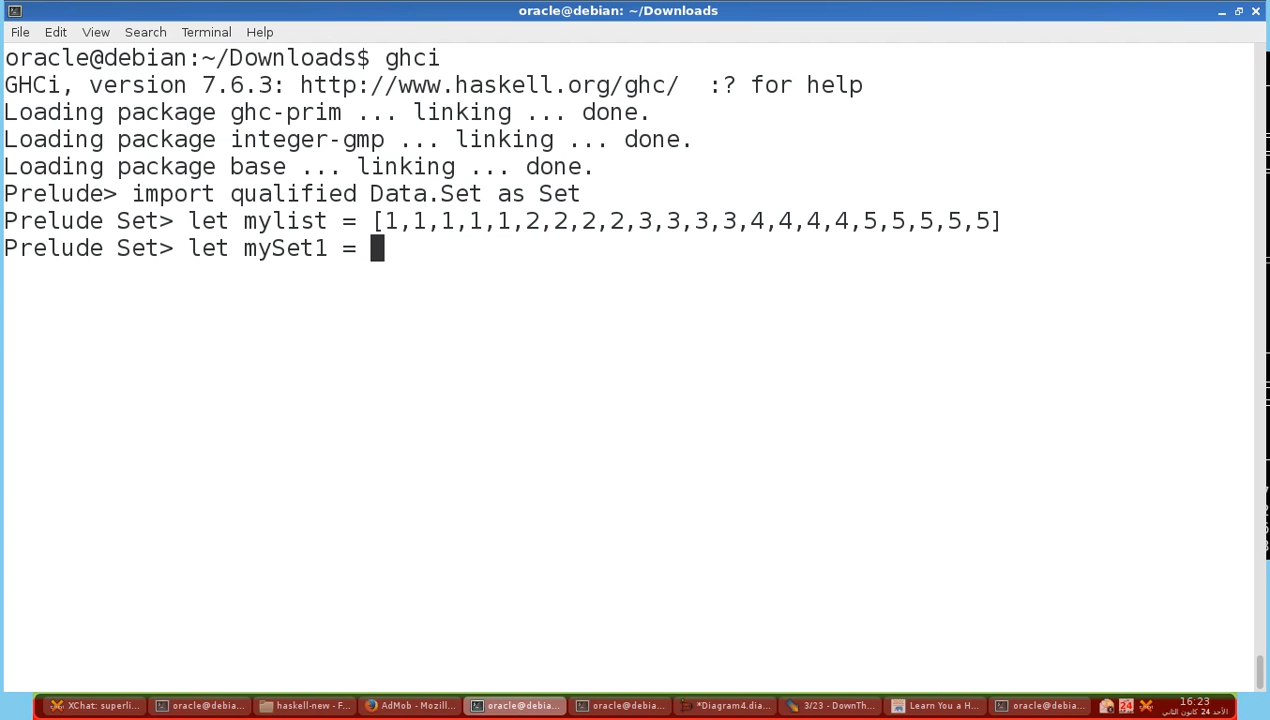 oracle@debian: ~/Downloads
File Edit View Search Terminal Help
oracle@debian:~/Downloads$ ghci
GHCi, version 7.6.3: http://www.haskell.org/ghc/  :? for help
Loading package ghc-prim ... linking ... done.
Loading package integer-gmp ... linking ... done.
Loading package base ... linking ... done.
Prelude> import qualified Data.Set as Set
Prelude Set> let mylist = [1,1,1,1,1,2,2,2,2,3,3,3,3,4,4,4,4,5,5,5,5,5]
Prelude Set> let mySet1 =
XChat: superli... oracle@debia... haskell-new - F... AdMob - Mozill... oracle@debia... oracle@debia... *Diagram4.dia... 3/23 - DownTh... Learn You a H... oracle@debia... 24 16:23
الأحد 24 كانون الثاني